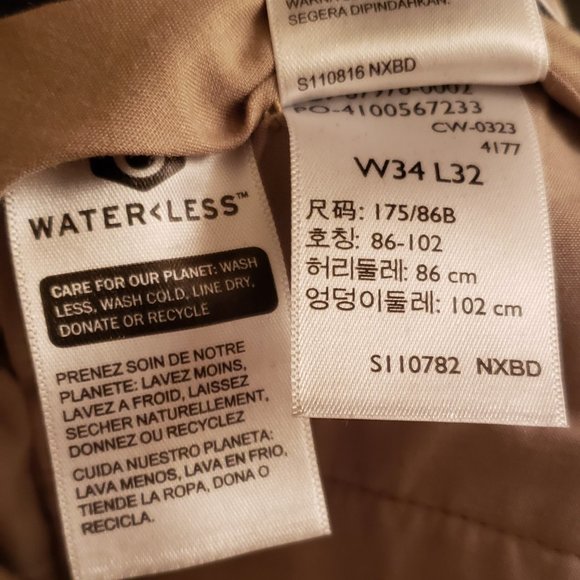 SEGERA DIPINDAHKAN.
S110816 NXBD
PO-4100567233
CW-0323
4177
W34 L32
尺码: 175/86B
호칭: 86-102
허리둘레: 86 cm
엉덩이둘레: 102 cm
S110782 NXBD
WATER<LESS™
CARE FOR OUR PLANET: WASH
LESS, WASH COLD, LINE DRY,
DONATE OR RECYCLE
PRENEZ SOIN DE NOTRE
PLANETE: LAVEZ MOINS,
LAVEZ A FROID, LAISSEZ
SECHER NATURELLEMENT,
DONNEZ OU RECYCLEZ
CUIDA NUESTRO PLANETA:
LAVA MENOS, LAVA EN FRIO,
TIENDE LA ROPA, DONA O
RECICLA.